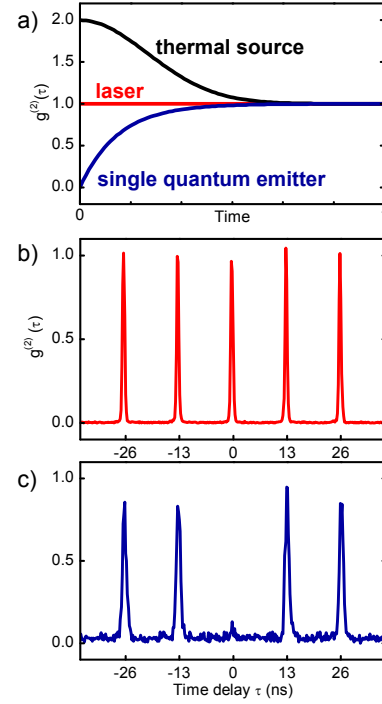 a)
2.0
1.5
1.0
0.5
0.0
g⁽²⁾(τ)
thermal source
laser
single quantum emitter
0
Time
b)
1.0
0.5
0.0
g⁽²⁾(τ)
-26 -13 0 13 26
c)
1.0
0.5
0.0
-26 -13 0 13 26
Time delay τ (ns)